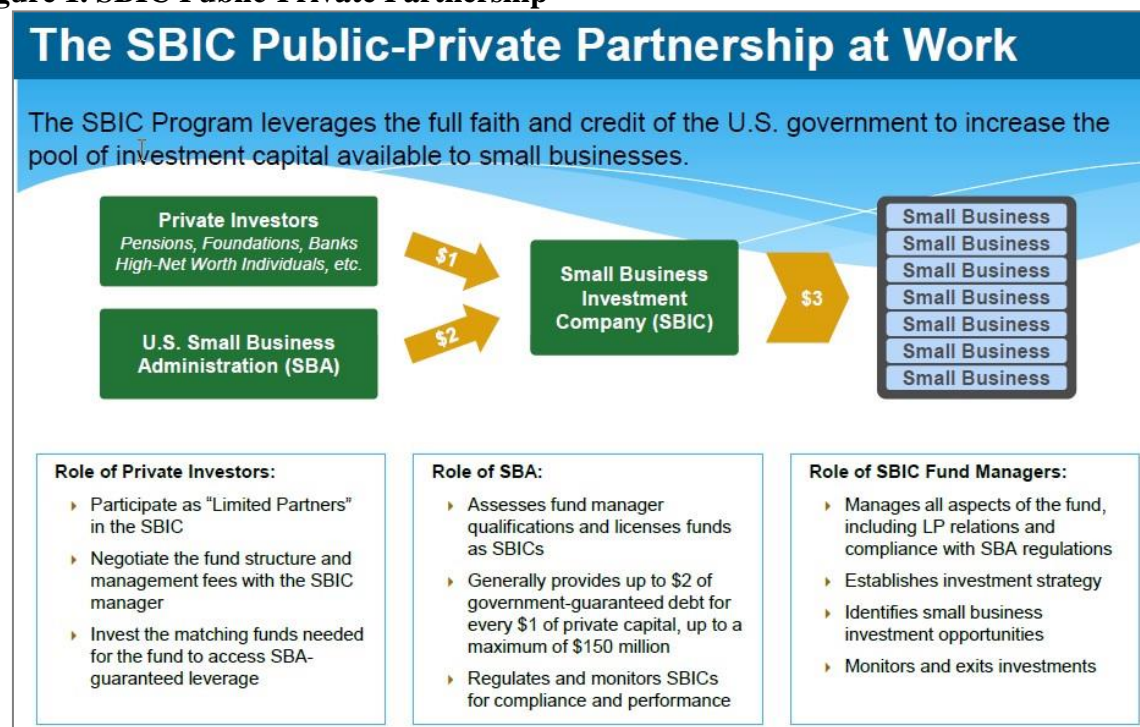 gure 1. SBIC Public-Private Partnership
The SBIC Public-Private Partnership at Work
The SBIC Program leverages the full faith and credit of the U.S. government to increase the
pool of investment capital available to small businesses.
Private Investors
Pensions, Foundations, Banks
High-Net Worth Individuals, etc.
$1
U.S. Small Business
Administration (SBA)
$2
Small Business
Investment
Company (SBIC)
$3
Small Business
Small Business
Small Business
Small Business
Small Business
Small Business
Small Business
Role of Private Investors:
Participate as “Limited Partners”
in the SBIC
Negotiate the fund structure and
management fees with the SBIC
manager
Invest the matching funds needed
for the fund to access SBA-
guaranteed leverage
Role of SBA:
Assesses fund manager
qualifications and licenses funds
as SBICs
Generally provides up to $2 of
government-guaranteed debt for
every $1 of private capital, up to a
maximum of $150 million
Regulates and monitors SBICs
for compliance and performance
Role of SBIC Fund Managers:
Manages all aspects of the fund,
including LP relations and
compliance with SBA regulations
Establishes investment strategy
Identifies small business
investment opportunities
Monitors and exits investments